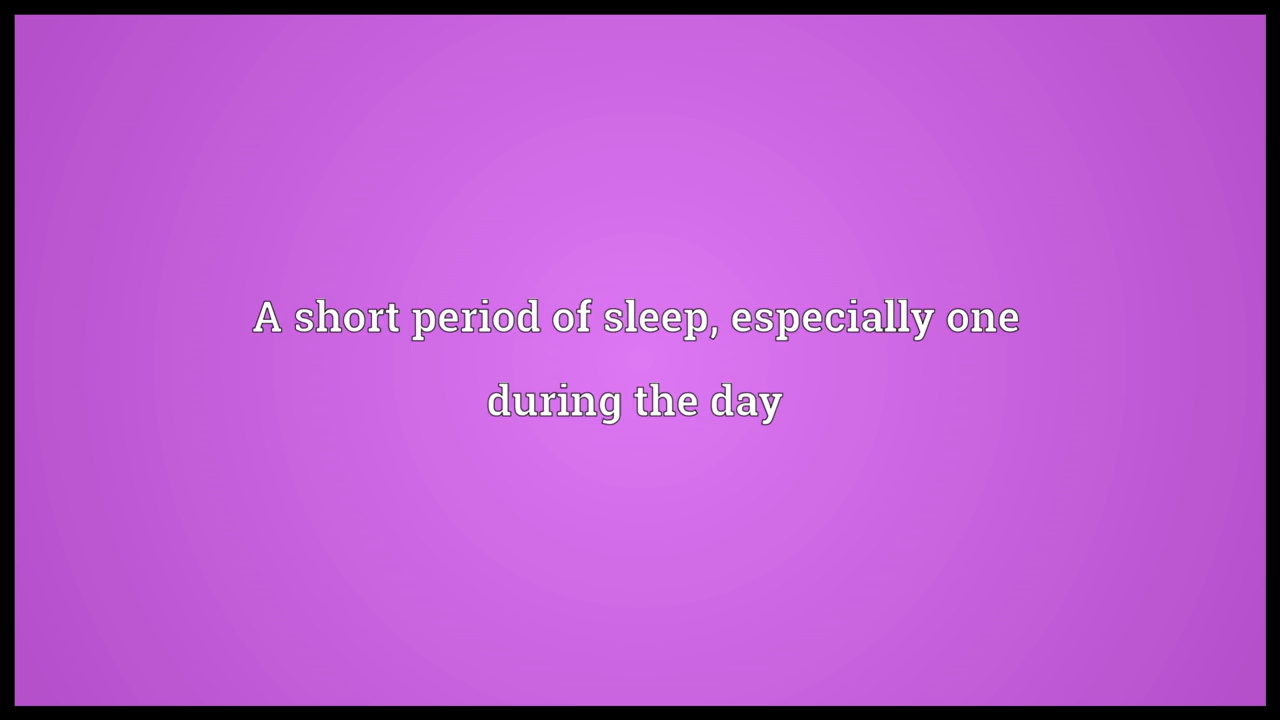 A short period of sleep, especially one
during the day